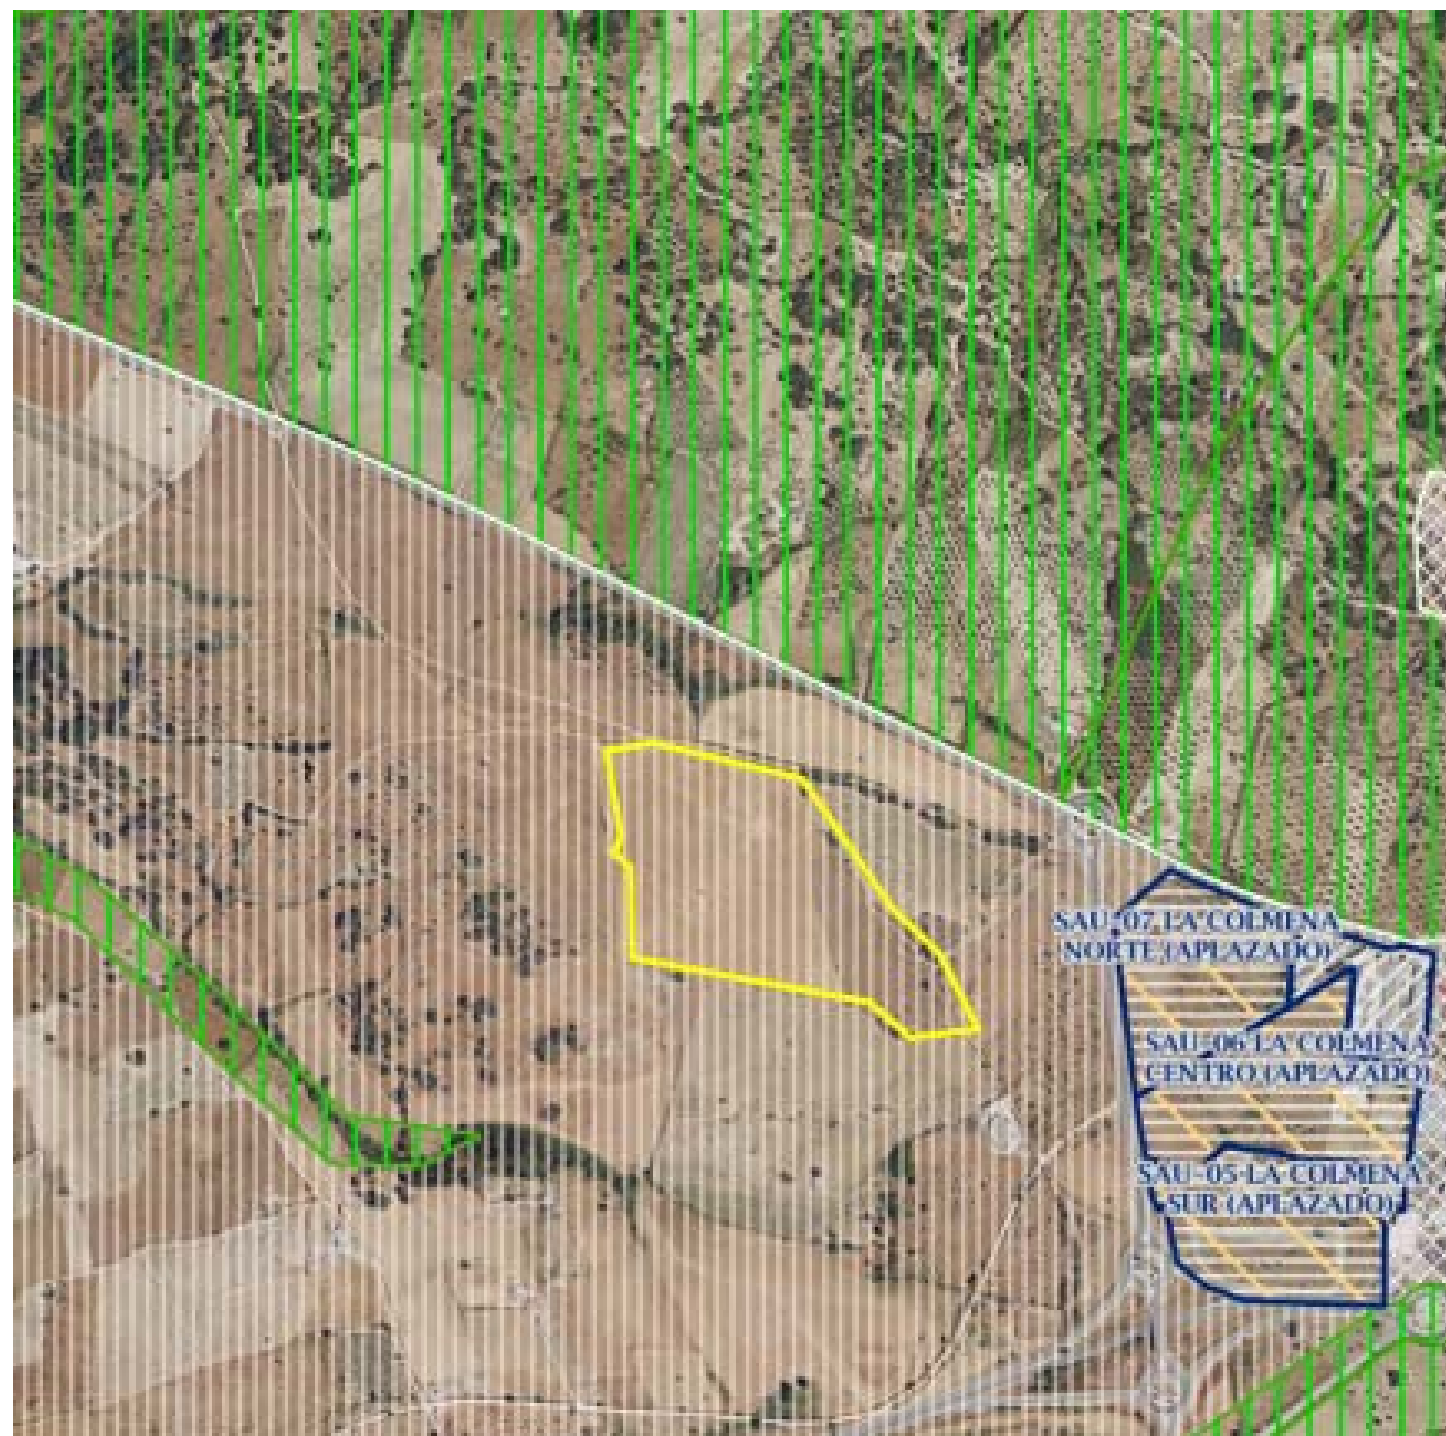 SAU-07 LA COLMENA
NORTE (APLAZADO)
SAU-06 LA COLMENA
CENTRO (APLAZADO)
SAU-05 LA COLMENA
SUR (APLAZADO)